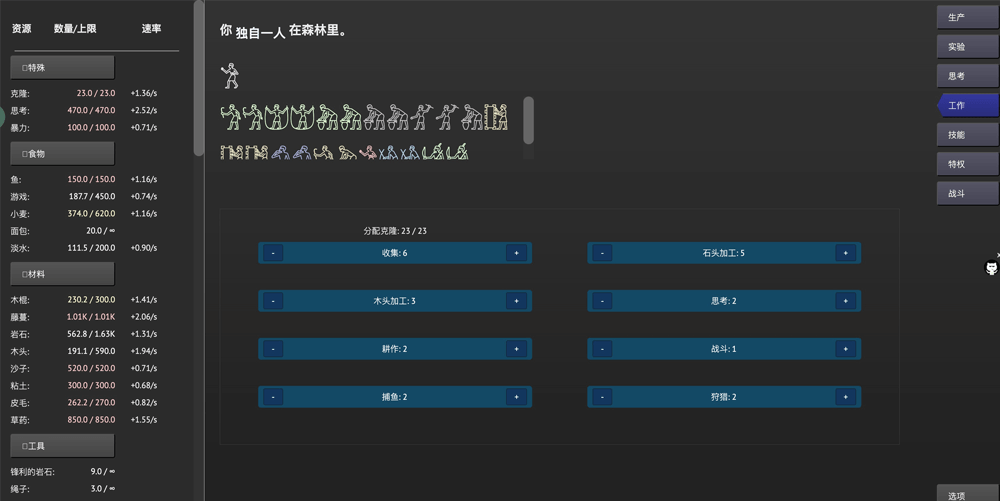 资源 数量/上限 速率
特殊
克隆: 23.0 / 23.0 +1.36/s
思考: 470.0 / 470.0 +2.52/s
暴力: 100.0 / 100.0 +0.71/s
食物
鱼: 150.0 / 150.0 +1.16/s
游戏: 187.7 / 450.0 +0.74/s
小麦: 374.0 / 620.0 +1.16/s
面包: 20.0 / ∞
淡水: 111.5 / 200.0 +0.90/s
材料
木棍: 230.2 / 300.0 +1.41/s
藤蔓: 1.01K / 1.01K +2.06/s
岩石: 562.8 / 1.63K +1.31/s
木头: 191.1 / 590.0 +1.94/s
沙子: 520.0 / 520.0 +0.71/s
粘土: 300.0 / 300.0 +0.68/s
皮毛: 262.2 / 270.0 +0.82/s
草药: 850.0 / 850.0 +1.55/s
工具
锋利的岩石: 9.0 / ∞
绳子: 3.0 / ∞
你 独自一人 在森林里。
分配克隆: 23 / 23
- 收集: 6 +
- 石头加工: 5 +
- 木头加工: 3 +
- 思考: 2 +
- 耕作: 2 +
- 战斗: 1 +
- 捕鱼: 2 +
- 狩猎: 2 +
生产
实验
思考
工作
技能
特权
战斗
选项